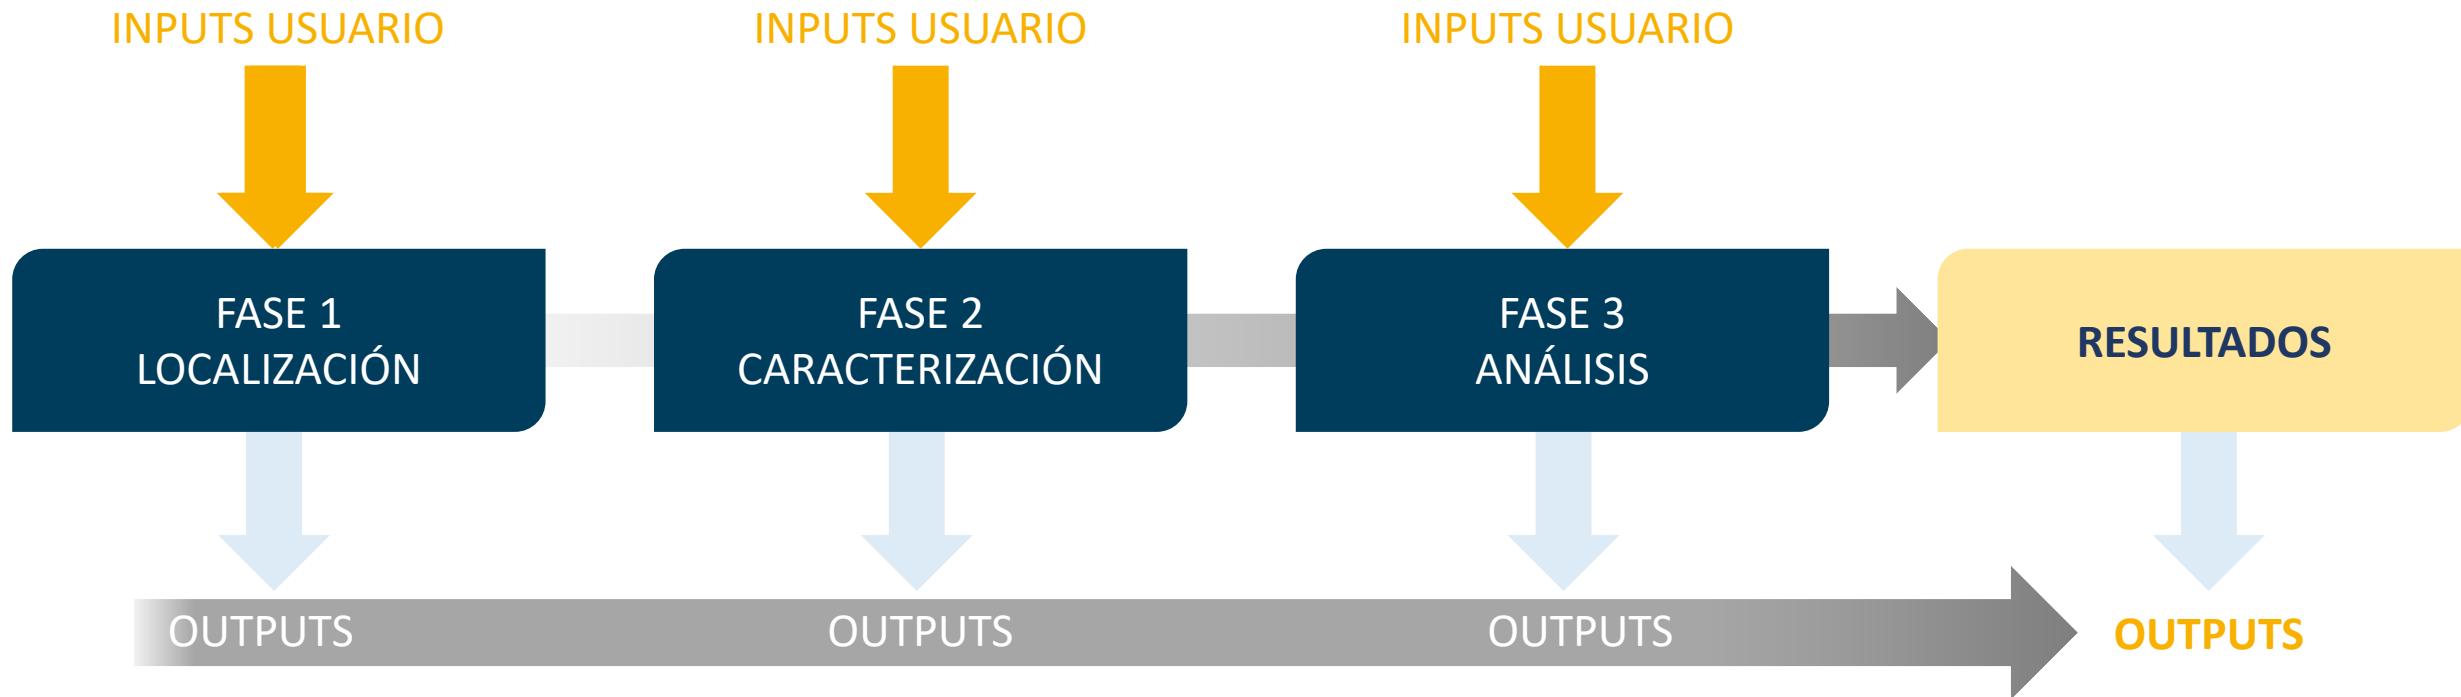 INPUTS USUARIO
INPUTS USUARIO
INPUTS USUARIO
FASE 1
LOCALIZACIÓN
FASE 2
CARACTERIZACIÓN
FASE 3
ANÁLISIS
RESULTADOS
OUTPUTS
OUTPUTS
OUTPUTS
OUTPUTS